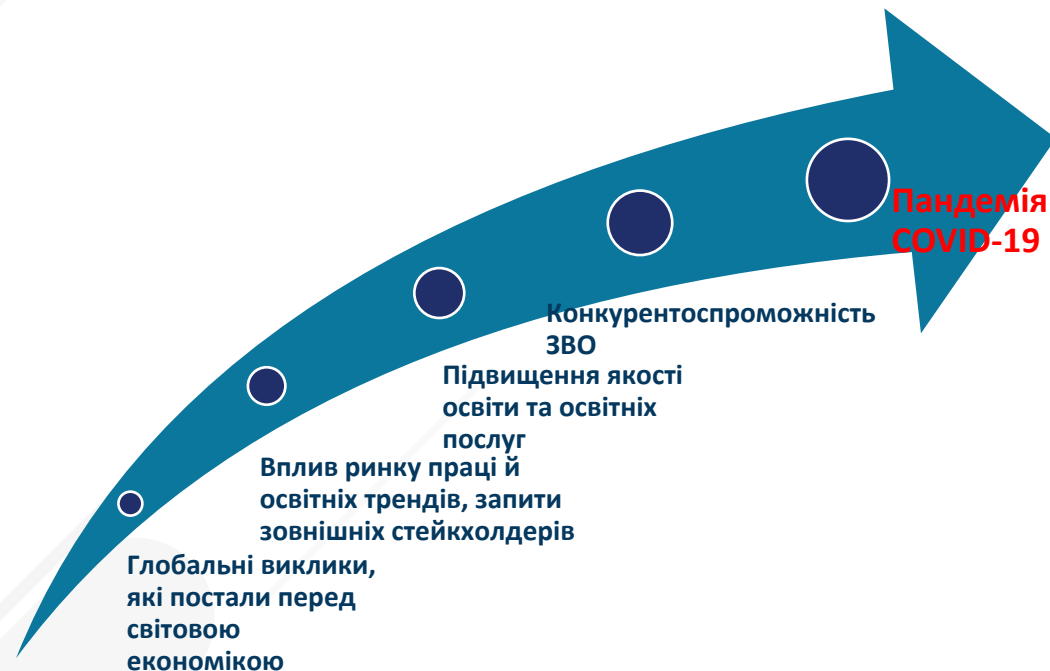 Пандемія
COVID-19
Конкурентоспроможність
ЗВО
Підвищення якості
освіти та освітніх
послуг
Вплив ринку праці й
освітніх трендів, запити
зовнішніх стейкхолдерів
Глобальні виклики,
які постали перед
світовою
економікою